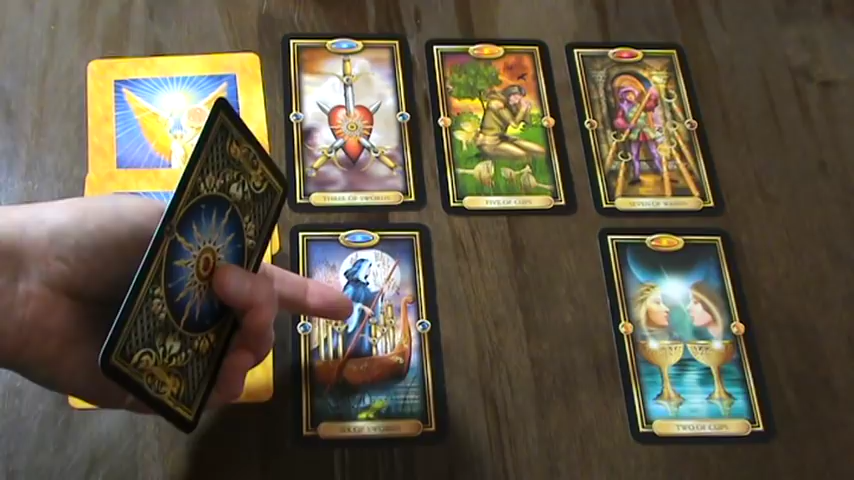 THREE OF SWORDS
FIVE OF CUPS
SEVEN OF WANDS
SIX OF SWORDS
TWO OF CUPS